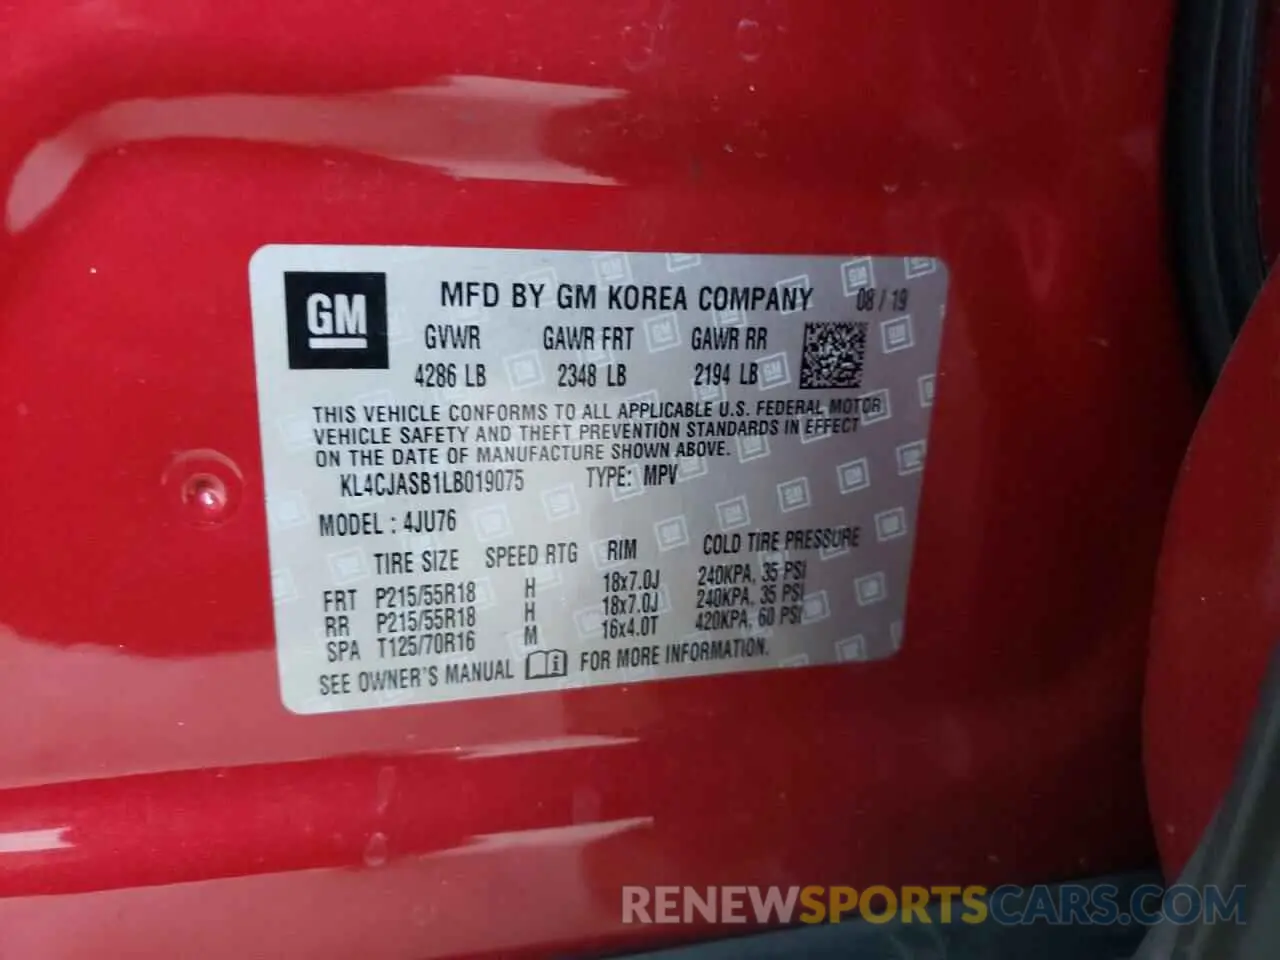 GM MFD BY GM KOREA COMPANY 08 / 19
GVWR GAWR FRT GAWR RR
4286 LB 2348 LB 2194 LB
THIS VEHICLE CONFORMS TO ALL APPLICABLE U.S. FEDERAL MOTOR
VEHICLE SAFETY AND THEFT PREVENTION STANDARDS IN EFFECT
ON THE DATE OF MANUFACTURE SHOWN ABOVE.
KL4CJASB1LB019075 TYPE: MPV
MODEL : 4JU76
TIRE SIZE SPEED RTG RIM COLD TIRE PRESSURE
FRT P215/55R18 H 18x7.0J 240KPA, 35 PSI
RR P215/55R18 H 18x7.0J 240KPA, 35 PSI
SPA T125/70R16 M 16x4.0T 420KPA, 60 PSI
SEE OWNER'S MANUAL FOR MORE INFORMATION.
RENEWSPORTSCARS.COM